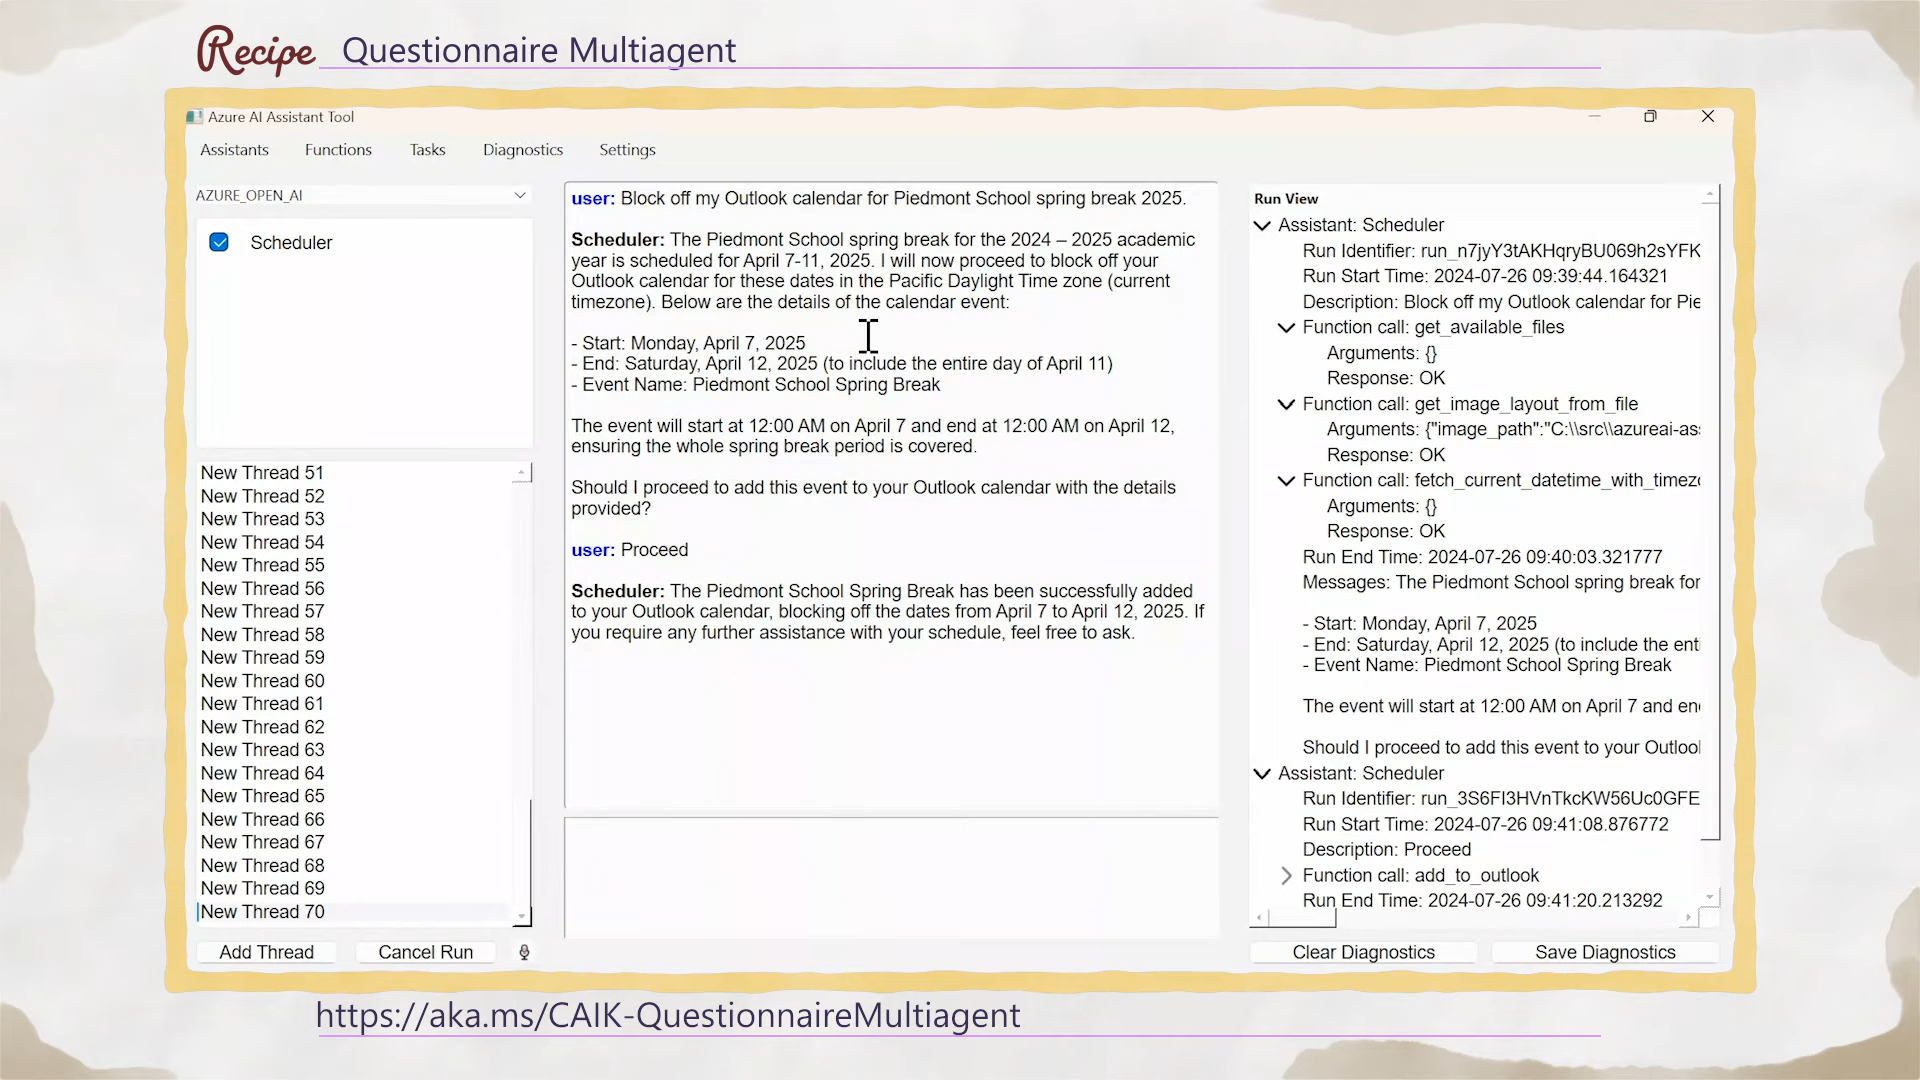 Recipe Questionnaire Multiagent
Azure AI Assistant Tool
Assistants Functions Tasks Diagnostics Settings
AZURE_OPEN_AI
Scheduler
New Thread 51
New Thread 52
New Thread 53
New Thread 54
New Thread 55
New Thread 56
New Thread 57
New Thread 58
New Thread 59
New Thread 60
New Thread 61
New Thread 62
New Thread 63
New Thread 64
New Thread 65
New Thread 66
New Thread 67
New Thread 68
New Thread 69
New Thread 70
Add Thread Cancel Run
user: Block off my Outlook calendar for Piedmont School spring break 2025.
Scheduler: The Piedmont School spring break for the 2024 – 2025 academic
year is scheduled for April 7-11, 2025. I will now proceed to block off your
Outlook calendar for these dates in the Pacific Daylight Time zone (current
timezone). Below are the details of the calendar event:
- Start: Monday, April 7, 2025
- End: Saturday, April 12, 2025 (to include the entire day of April 11)
- Event Name: Piedmont School Spring Break
The event will start at 12:00 AM on April 7 and end at 12:00 AM on April 12,
ensuring the whole spring break period is covered.
Should I proceed to add this event to your Outlook calendar with the details
provided?
user: Proceed
Scheduler: The Piedmont School Spring Break has been successfully added
to your Outlook calendar, blocking off the dates from April 7 to April 12, 2025. If
you require any further assistance with your schedule, feel free to ask.
Run View
Assistant: Scheduler
Run Identifier: run_n7jyY3tAKHqryBU069h2sYFK
Run Start Time: 2024-07-26 09:39:44.164321
Description: Block off my Outlook calendar for Pie
Function call: get_available_files
Arguments: {}
Response: OK
Function call: get_image_layout_from_file
Arguments: {"image_path":"C:\\src\\azureai-as
Response: OK
Function call: fetch_current_datetime_with_timez
Arguments: {}
Response: OK
Run End Time: 2024-07-26 09:40:03.321777
Messages: The Piedmont School spring break for
- Start: Monday, April 7, 2025
- End: Saturday, April 12, 2025 (to include the enti
- Event Name: Piedmont School Spring Break
The event will start at 12:00 AM on April 7 and en
Should I proceed to add this event to your Outlool
Assistant: Scheduler
Run Identifier: run_3S6FI3HVnTkcKW56Uc0GFE
Run Start Time: 2024-07-26 09:41:08.876772
Description: Proceed
Function call: add_to_outlook
Run End Time: 2024-07-26 09:41:20.213292
Clear Diagnostics Save Diagnostics
https://aka.ms/CAIK-QuestionnaireMultiagent